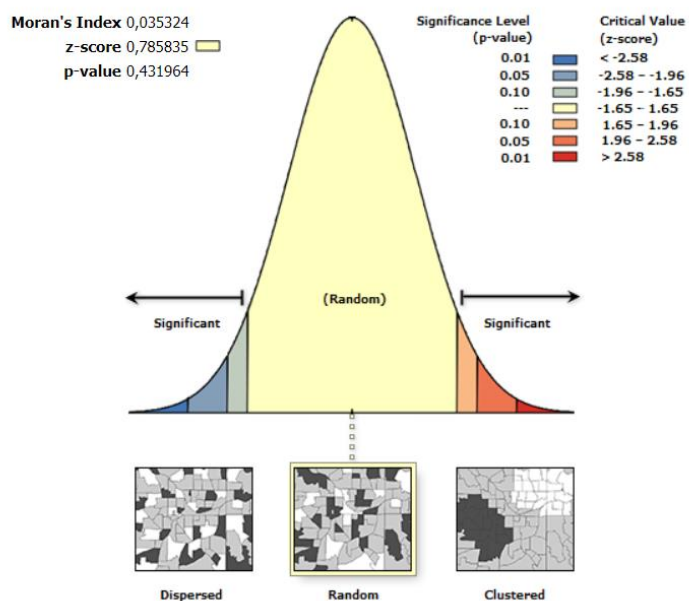 Moran's Index 0,035324
z-score 0,785835
p-value 0,431964
Significance Level
(p-value)
Critical Value
(z-score)
0.01 < -2.58
0.05 -2.58 – -1.96
0.10 -1.96 – -1.65
--- -1.65 – 1.65
0.10 1.65 – 1.96
0.05 1.96 – 2.58
0.01 > 2.58
(Random)
Significant
Significant
Dispersed
Random
Clustered